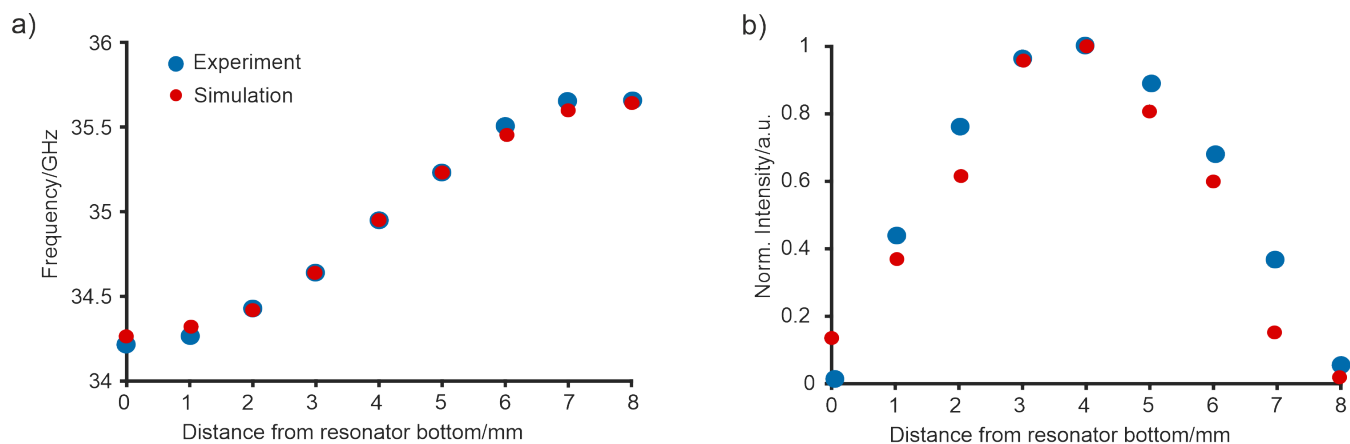 a)
36
35.5
35
34.5
34
Frequency/GHz
Experiment
Simulation
0 1 2 3 4 5 6 7 8
Distance from resonator bottom/mm
b)
1
0.8
0.6
0.4
0.2
0
Norm. Intensity/a.u.
0 1 2 3 4 5 6 7 8
Distance from resonator bottom/mm